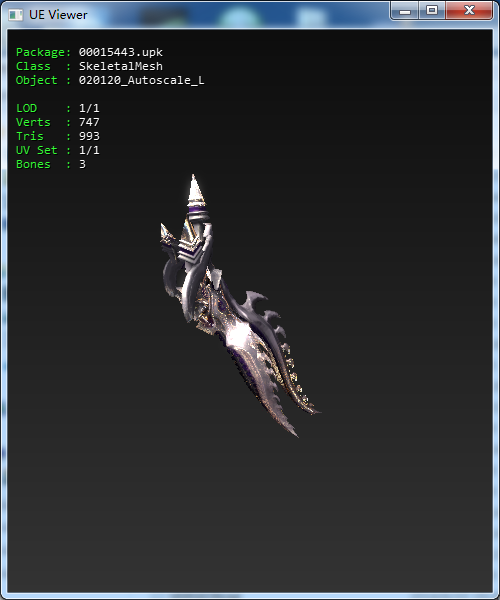 UE Viewer
Package: 00015443.upk
Class : SkeletalMesh
Object : 020120_Autoscale_L
LOD : 1/1
Verts : 747
Tris : 993
UV Set : 1/1
Bones : 3